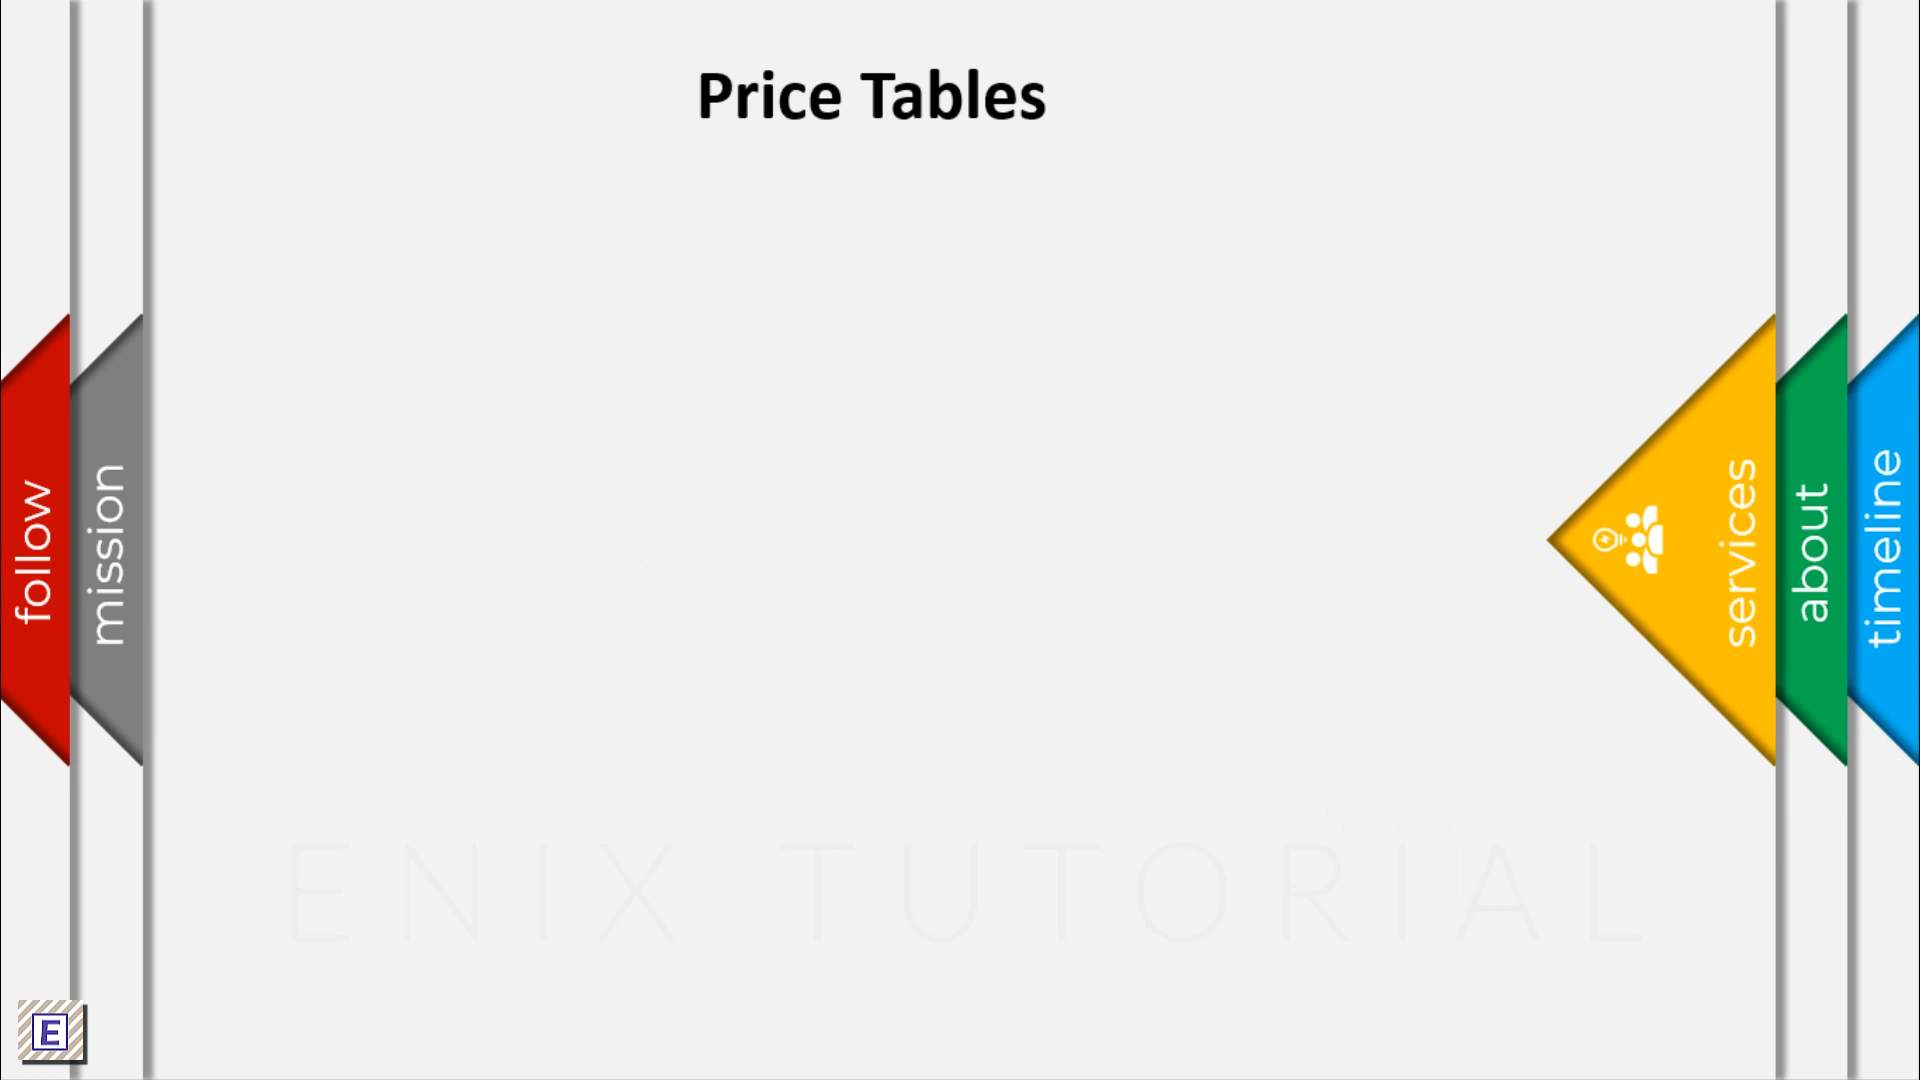 Price Tables
follow
mission
services
about
timeline
ENIX TUTORIAL
E